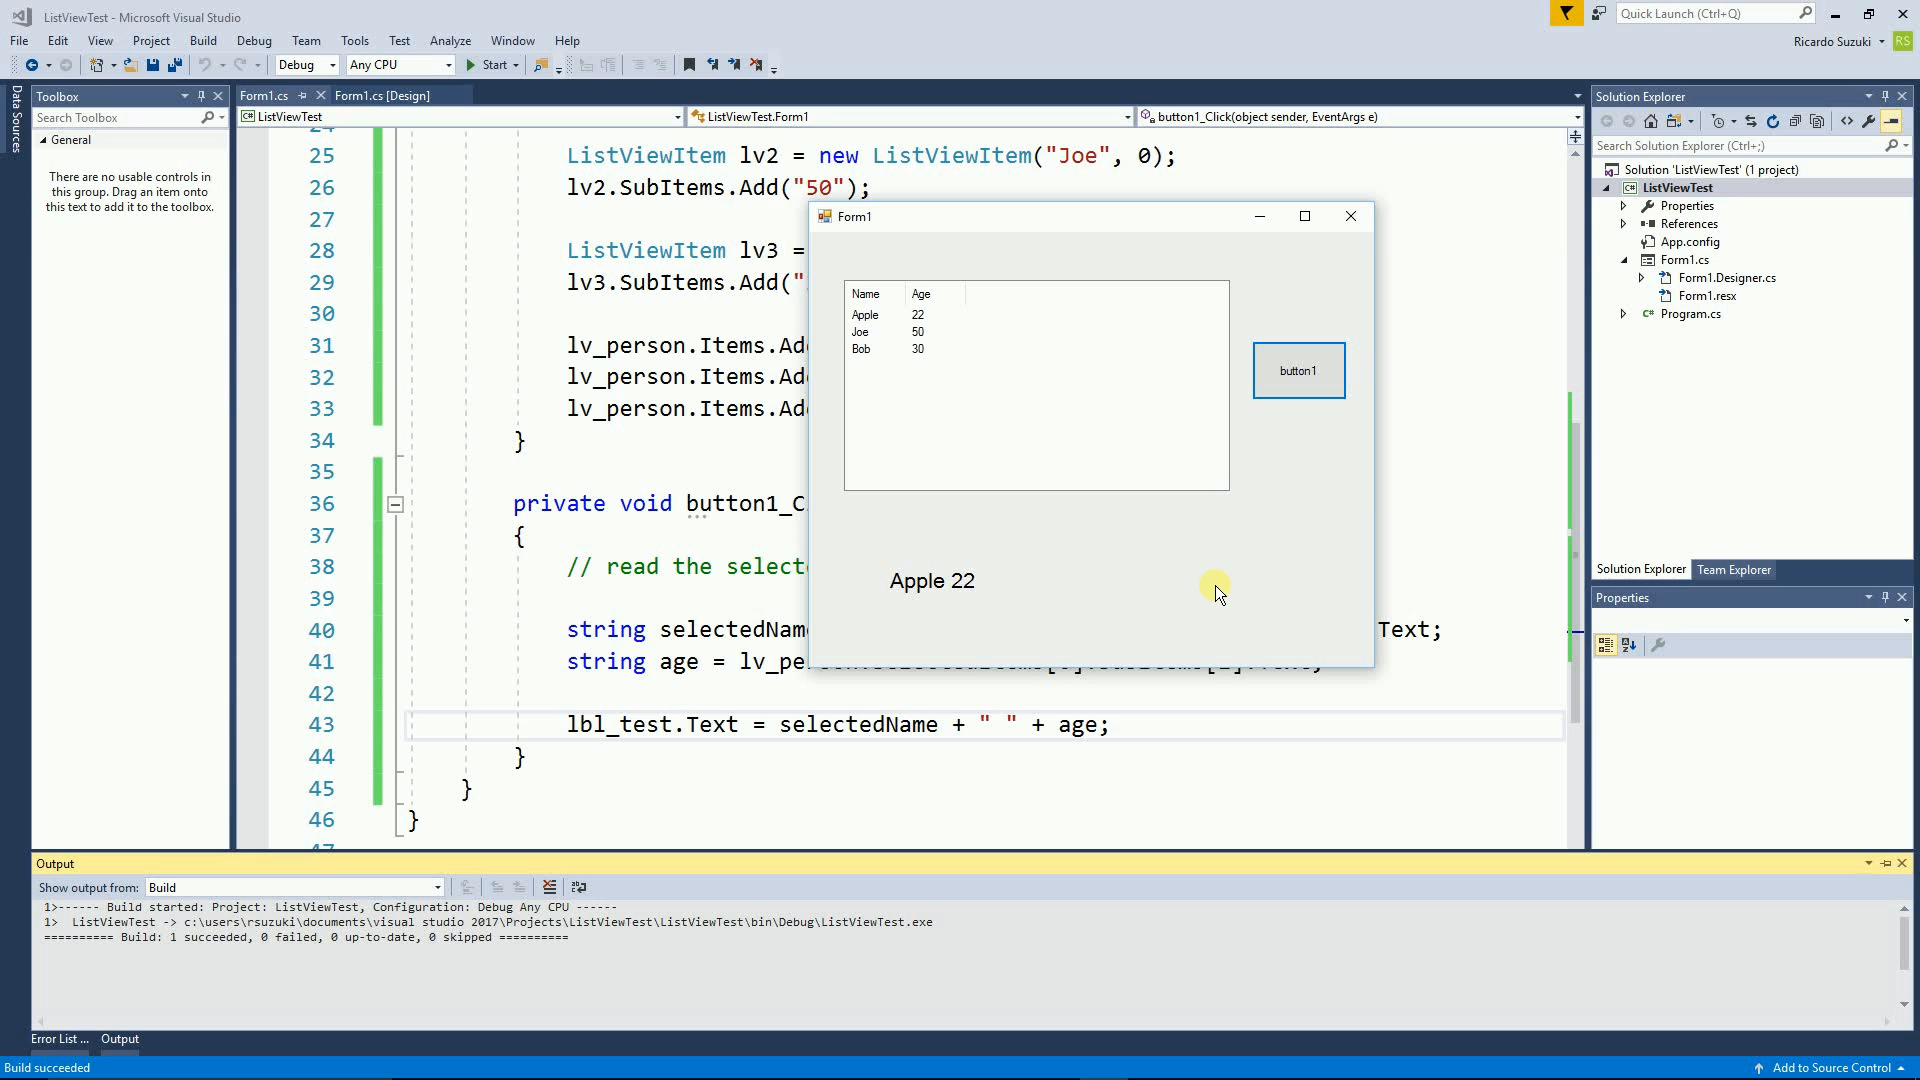 ListViewTest - Microsoft Visual Studio
Quick Launch (Ctrl+Q)
File Edit View Project Build Debug Team Tools Test Analyze Window Help
Ricardo Suzuki RS
Debug Any CPU Start
Data Sources
Toolbox
Search Toolbox
General
There are no usable controls in
this group. Drag an item onto
this text to add it to the toolbox.
Form1.cs Form1.cs [Design]
ListViewTest ListViewTest.Form1 button1_Click(object sender, EventArgs e)
24
25 ListViewItem lv2 = new ListViewItem("Joe", 0);
26 lv2.SubItems.Add("50");
27
28 ListViewItem lv3 =
29 lv3.SubItems.Add("
30
31 lv_person.Items.Ad
32 lv_person.Items.Ad
33 lv_person.Items.Ad
34 }
35
36 private void button1_C
37 {
38 // read the select
39
40 string selectedNam Text;
41 string age = lv_pe
42
43 lbl_test.Text = selectedName + " " + age;
44 }
45 }
46 }
47
Form1
Name Age
Apple 22
Joe 50
Bob 30
button1
Apple 22
Solution Explorer
Search Solution Explorer (Ctrl+;)
Solution 'ListViewTest' (1 project)
C# ListViewTest
Properties
References
App.config
Form1.cs
Form1.Designer.cs
Form1.resx
C# Program.cs
Solution Explorer Team Explorer
Properties
Output
Show output from: Build
1>------ Build started: Project: ListViewTest, Configuration: Debug Any CPU ------
1> ListViewTest -> c:\users\rsuzuki\documents\visual studio 2017\Projects\ListViewTest\ListViewTest\bin\Debug\ListViewTest.exe
========== Build: 1 succeeded, 0 failed, 0 up-to-date, 0 skipped ==========
Error List ... Output
Build succeeded
Add to Source Control